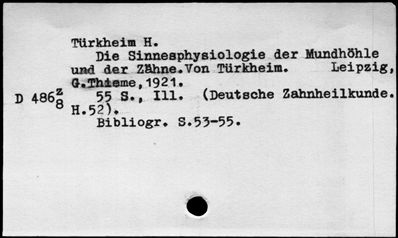 Türkheim H.
Die Sinnesphysiologie der Mundhöhle
und der Zähne.Von Türkheim. Leipzig,
G.Thieme,1921.
D 486 z/8 55 S., Ill. (Deutsche Zahnheilkunde.
H.52).
Bibliogr. S.53-55.